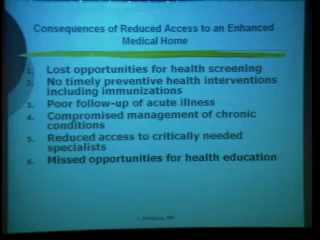 Consequences of Reduced Access to an Enhanced
Medical Home
1. Lost opportunities for health screening
2. No timely preventive health interventions
including immunizations
3. Poor follow-up of acute illness
4. Compromised management of chronic
conditions
5. Reduced access to critically needed
specialists
6. Missed opportunities for health education